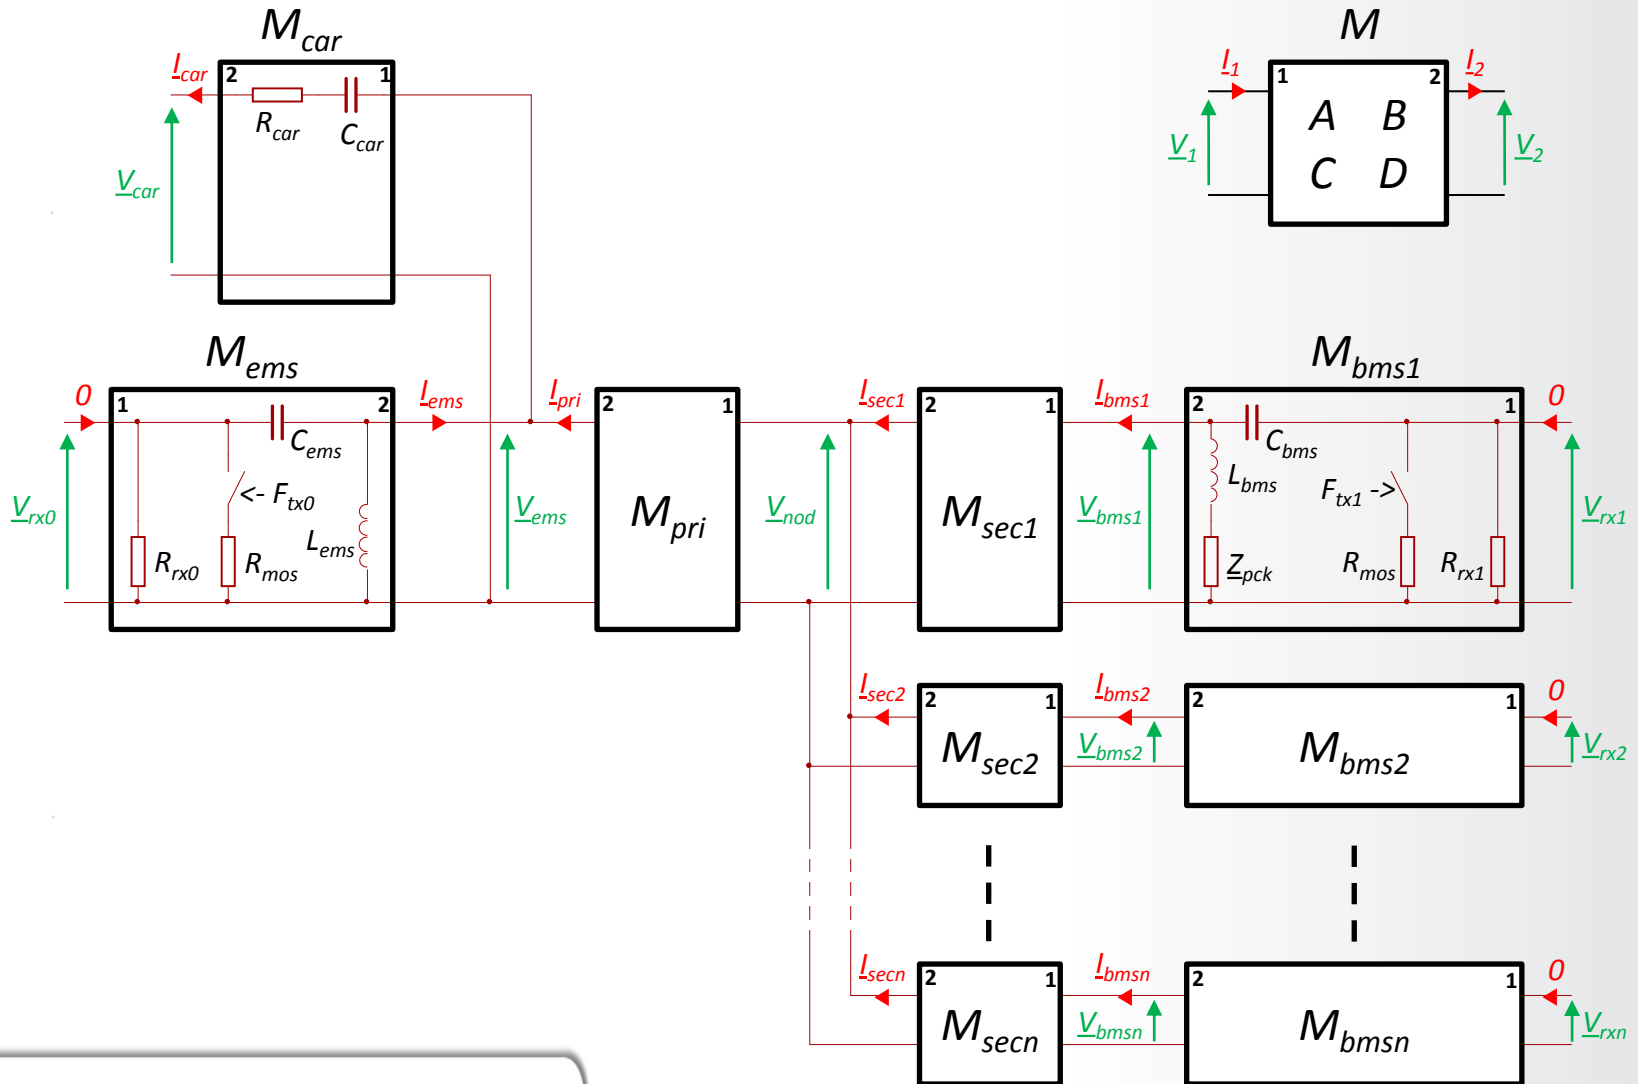 M_car
M
I_car
2
1
R_car
C_car
V_car
I_1
1
2
I_2
A B
C D
V_1
V_2
M_ems
M_bms1
0
1
2
I_ems
I_pri
2
1
I_sec1
2
1
I_bms1
2
1
0
C_ems
C_bms
L_bms
<- F_tx0
F_tx1 ->
V_rx0
V_ems
M_pri
V_nod
M_sec1
V_bms1
V_rx1
L_ems
R_rx0
R_mos
Z_pck
R_mos
R_rx1
I_sec2
2
1
I_bms2
2
1
0
M_sec2
V_bms2
M_bms2
V_rx2
I_secn
2
1
I_bmsn
2
1
0
M_secn
V_bmsn
M_bmsn
V_rxn